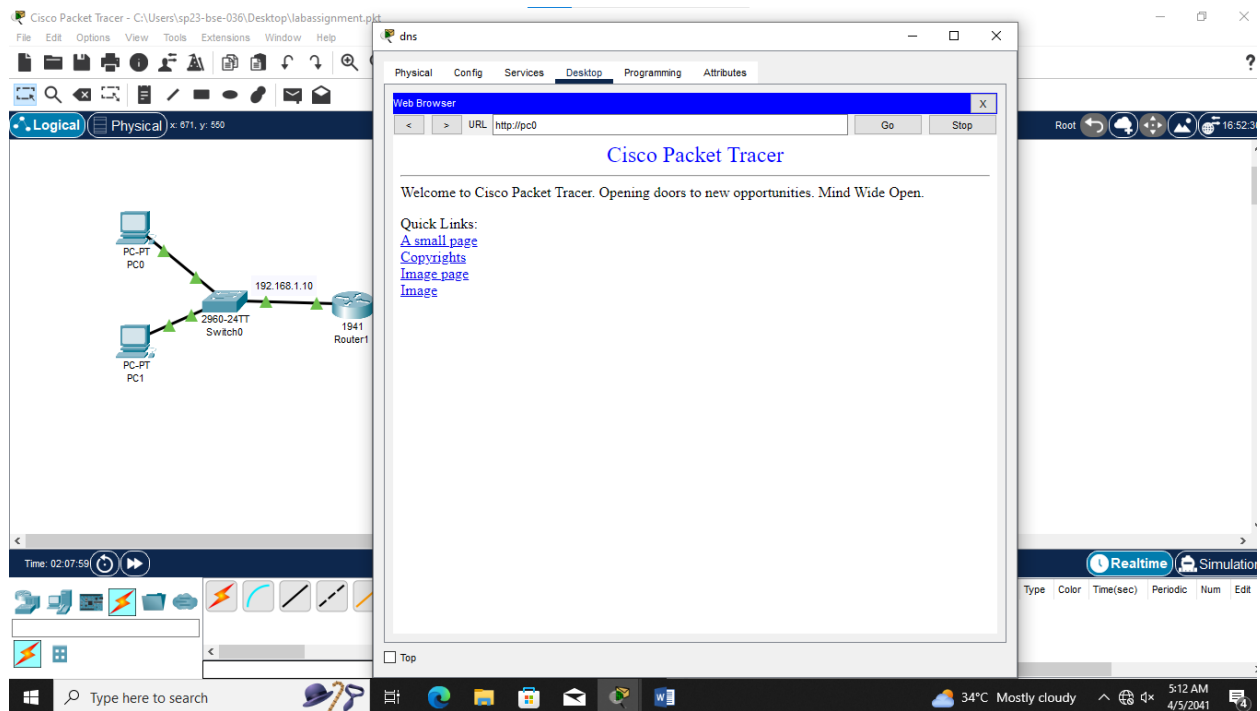 Cisco Packet Tracer - C:\Users\sp23-bse-036\Desktop\labassignment.pkt
File Edit Options View Tools Extensions Window Help
Logical Physical x: 671, y: 550
PC-PT
PC0
192.168.1.10
2960-24TT
Switch0
1941
Router1
PC-PT
PC1
dns
Physical Config Services Desktop Programming Attributes
Web Browser X
< > URL http://pc0 Go Stop
Cisco Packet Tracer
Welcome to Cisco Packet Tracer. Opening doors to new opportunities. Mind Wide Open.
Quick Links:
A small page
Copyrights
Image page
Image
Top
?
Root 16:52:3
Time: 02:07:59
Realtime Simulation
Type Color Time(sec) Periodic Num Edit
Type here to search
34°C Mostly cloudy
5:12 AM
4/5/2041
4